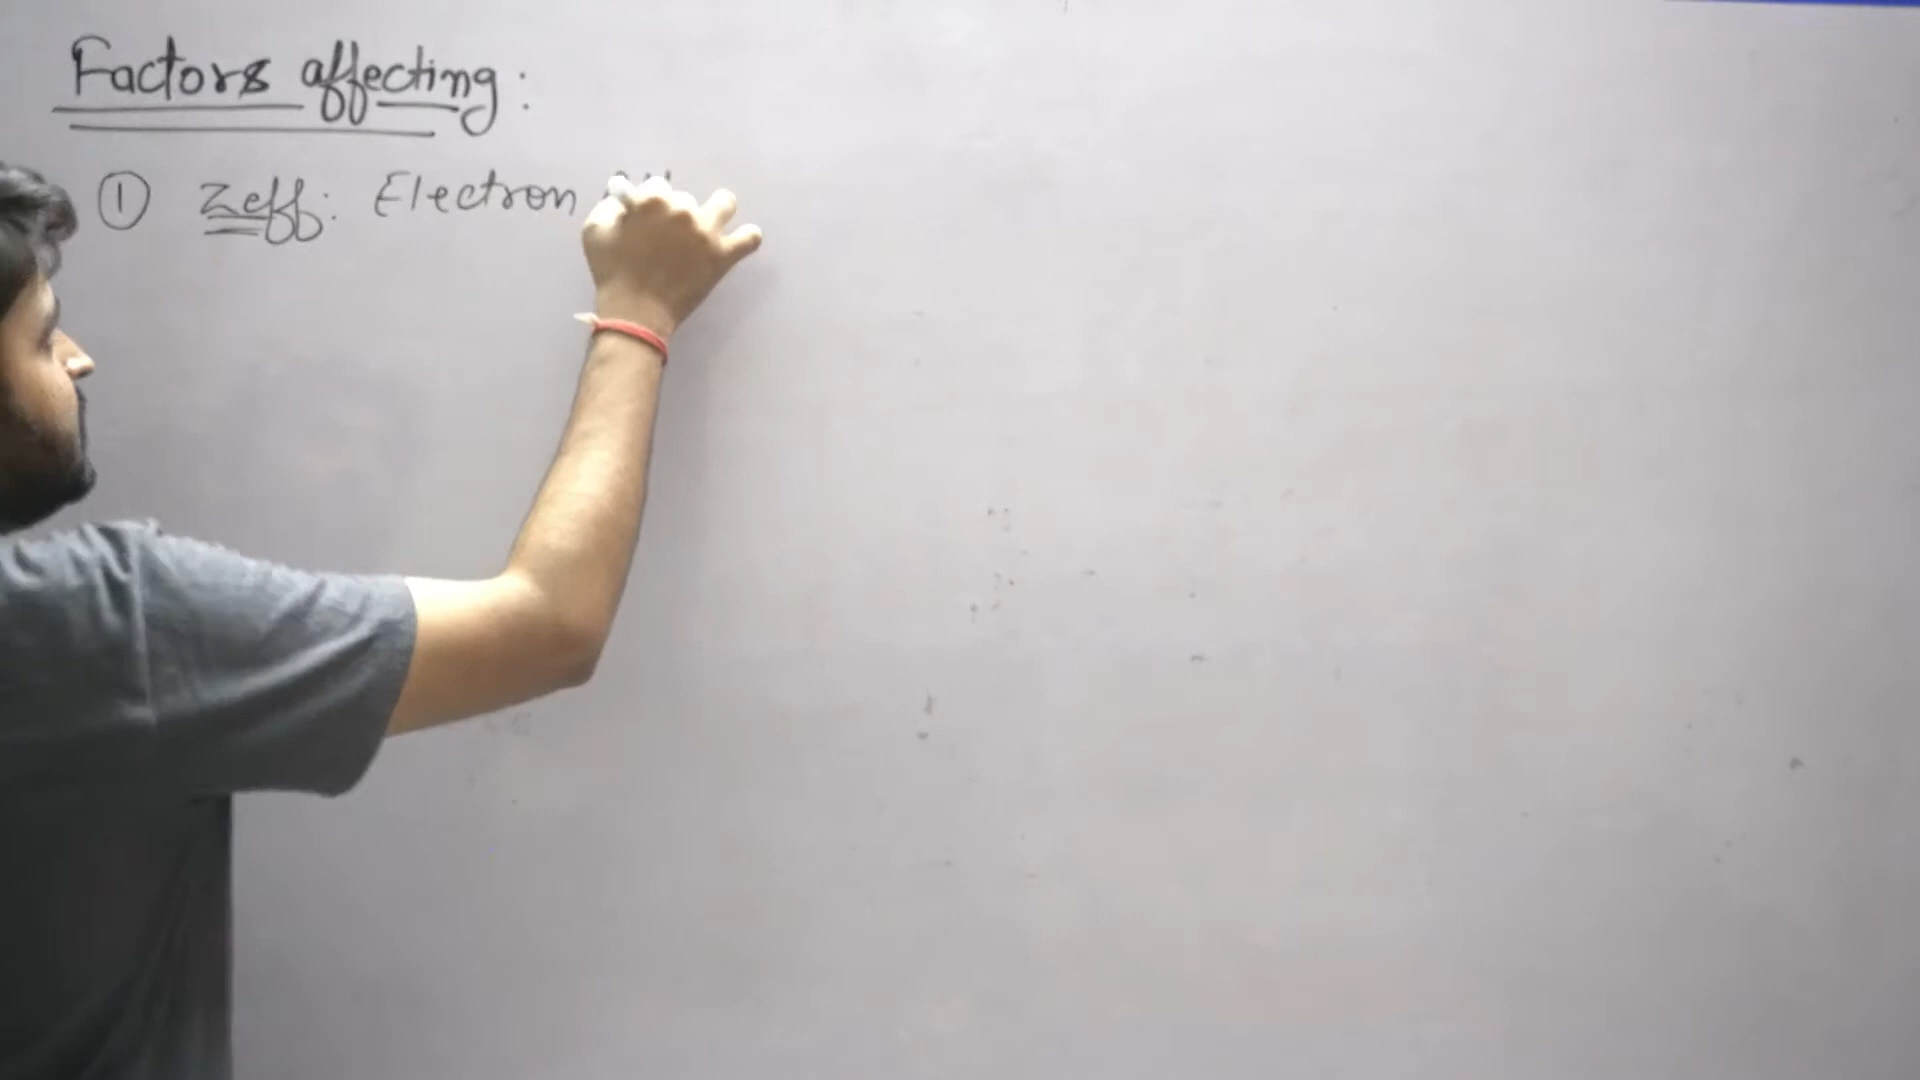 Factors affecting :
① Zeff : Electron